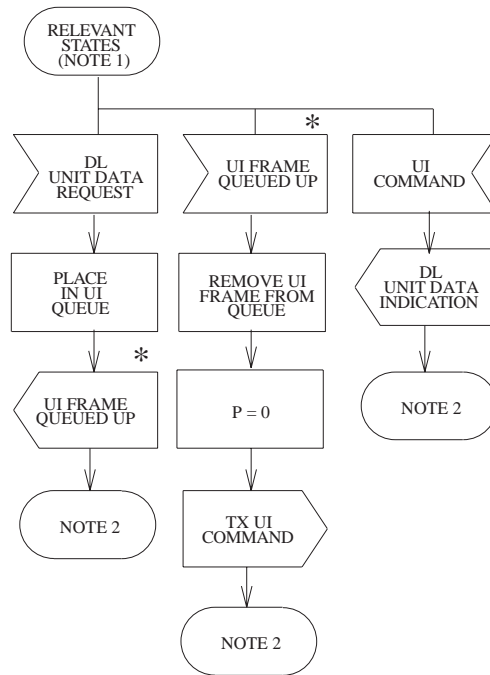 RELEVANT
STATES
(NOTE 1)
*
DL
UNIT DATA
REQUEST
UI FRAME
QUEUED UP
UI
COMMAND
PLACE
IN UI
QUEUE
REMOVE UI
FRAME FROM
QUEUE
DL
UNIT DATA
INDICATION
*
UI FRAME
QUEUED UP
P = 0
NOTE 2
NOTE 2
TX UI
COMMAND
NOTE 2